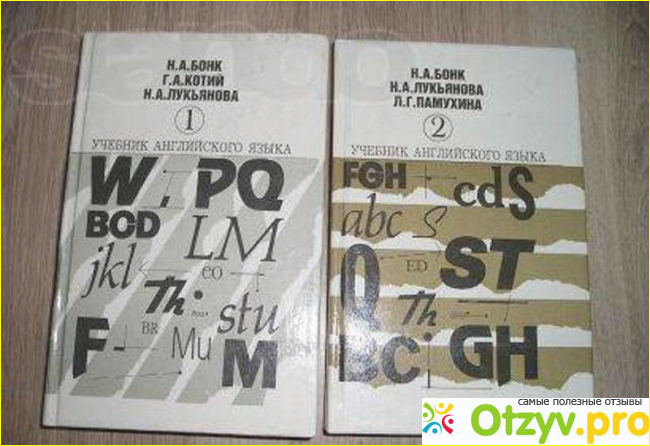 Н.А.БОНК
Г.А.КОТИЙ
Н.А.ЛУКЬЯНОВА
1
УЧЕБНИК АНГЛИЙСКОГО ЯЗЫКА
W PQ
BCD
LM
jkl
CO
Th
stu
BR
F
Mu
M
Н.А.БОНК
Н.А.ЛУКЬЯНОВА
Л.Г.ПАМУХИНА
2
УЧЕБНИК АНГЛИЙСКОГО ЯЗЫКА
FGH
cdS
abc
S
ED
ST
Q
Th
BC
GH
самые полезные отзывы
Otzyv.pro